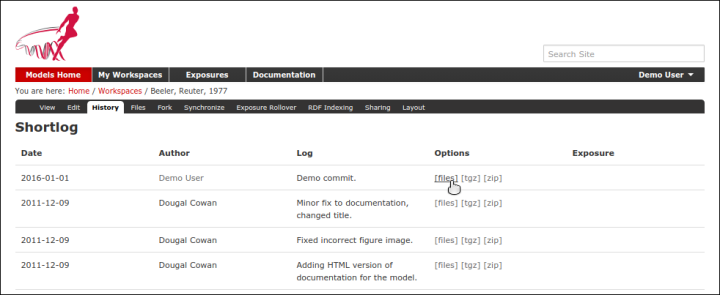 Search Site
Models Home My Workspaces Exposures Documentation Demo User
You are here: Home / Workspaces / Beeler, Reuter, 1977
View Edit History Files Fork Synchronize Exposure Rollover RDF Indexing Sharing Layout
Shortlog
Date Author Log Options Exposure
2016-01-01 Demo User Demo commit. [files] [tgz] [zip]
2011-12-09 Dougal Cowan Minor fix to documentation, [files] [tgz] [zip]
changed title.
2011-12-09 Dougal Cowan Fixed incorrect figure image. [files] [tgz] [zip]
2011-12-09 Dougal Cowan Adding HTML version of [files] [tgz] [zip]
documentation for the model.